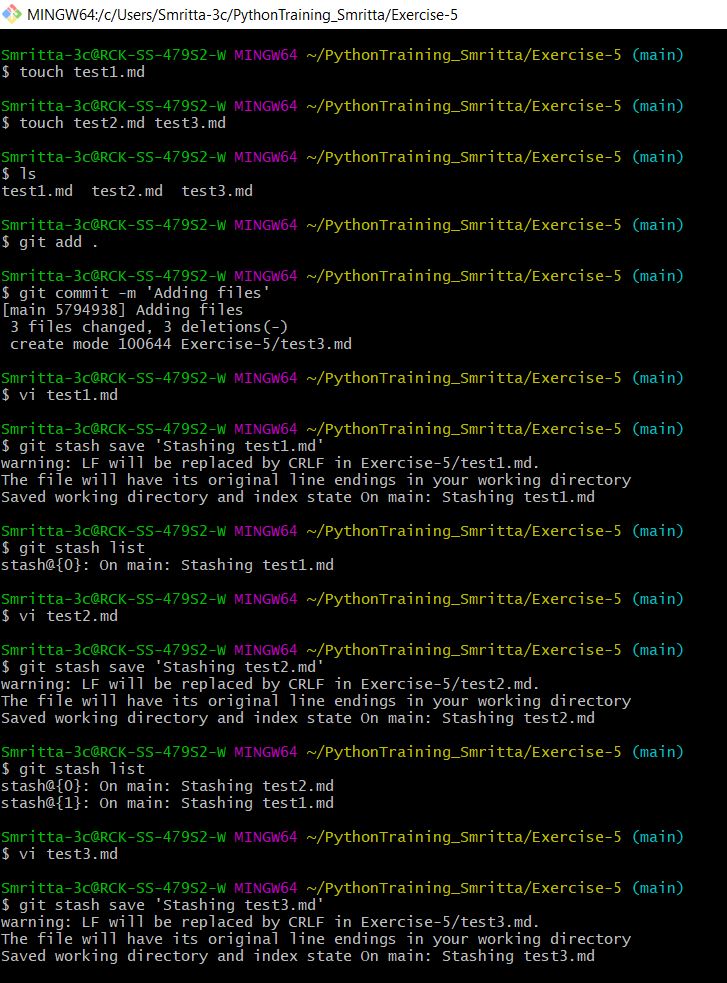 MINGW64:/c/Users/Smritta-3c/PythonTraining_Smritta/Exercise-5
Smritta-3c@RCK-SS-479S2-W MINGW64 ~/PythonTraining_Smritta/Exercise-5 (main)
$ touch test1.md
Smritta-3c@RCK-SS-479S2-W MINGW64 ~/PythonTraining_Smritta/Exercise-5 (main)
$ touch test2.md test3.md
Smritta-3c@RCK-SS-479S2-W MINGW64 ~/PythonTraining_Smritta/Exercise-5 (main)
$ ls
test1.md  test2.md  test3.md
Smritta-3c@RCK-SS-479S2-W MINGW64 ~/PythonTraining_Smritta/Exercise-5 (main)
$ git add .
Smritta-3c@RCK-SS-479S2-W MINGW64 ~/PythonTraining_Smritta/Exercise-5 (main)
$ git commit -m 'Adding files'
[main 5794938] Adding files
 3 files changed, 3 deletions(-)
 create mode 100644 Exercise-5/test3.md
Smritta-3c@RCK-SS-479S2-W MINGW64 ~/PythonTraining_Smritta/Exercise-5 (main)
$ vi test1.md
Smritta-3c@RCK-SS-479S2-W MINGW64 ~/PythonTraining_Smritta/Exercise-5 (main)
$ git stash save 'Stashing test1.md'
warning: LF will be replaced by CRLF in Exercise-5/test1.md.
The file will have its original line endings in your working directory
Saved working directory and index state On main: Stashing test1.md
Smritta-3c@RCK-SS-479S2-W MINGW64 ~/PythonTraining_Smritta/Exercise-5 (main)
$ git stash list
stash@{0}: On main: Stashing test1.md
Smritta-3c@RCK-SS-479S2-W MINGW64 ~/PythonTraining_Smritta/Exercise-5 (main)
$ vi test2.md
Smritta-3c@RCK-SS-479S2-W MINGW64 ~/PythonTraining_Smritta/Exercise-5 (main)
$ git stash save 'Stashing test2.md'
warning: LF will be replaced by CRLF in Exercise-5/test2.md.
The file will have its original line endings in your working directory
Saved working directory and index state On main: Stashing test2.md
Smritta-3c@RCK-SS-479S2-W MINGW64 ~/PythonTraining_Smritta/Exercise-5 (main)
$ git stash list
stash@{0}: On main: Stashing test2.md
stash@{1}: On main: Stashing test1.md
Smritta-3c@RCK-SS-479S2-W MINGW64 ~/PythonTraining_Smritta/Exercise-5 (main)
$ vi test3.md
Smritta-3c@RCK-SS-479S2-W MINGW64 ~/PythonTraining_Smritta/Exercise-5 (main)
$ git stash save 'Stashing test3.md'
warning: LF will be replaced by CRLF in Exercise-5/test3.md.
The file will have its original line endings in your working directory
Saved working directory and index state On main: Stashing test3.md